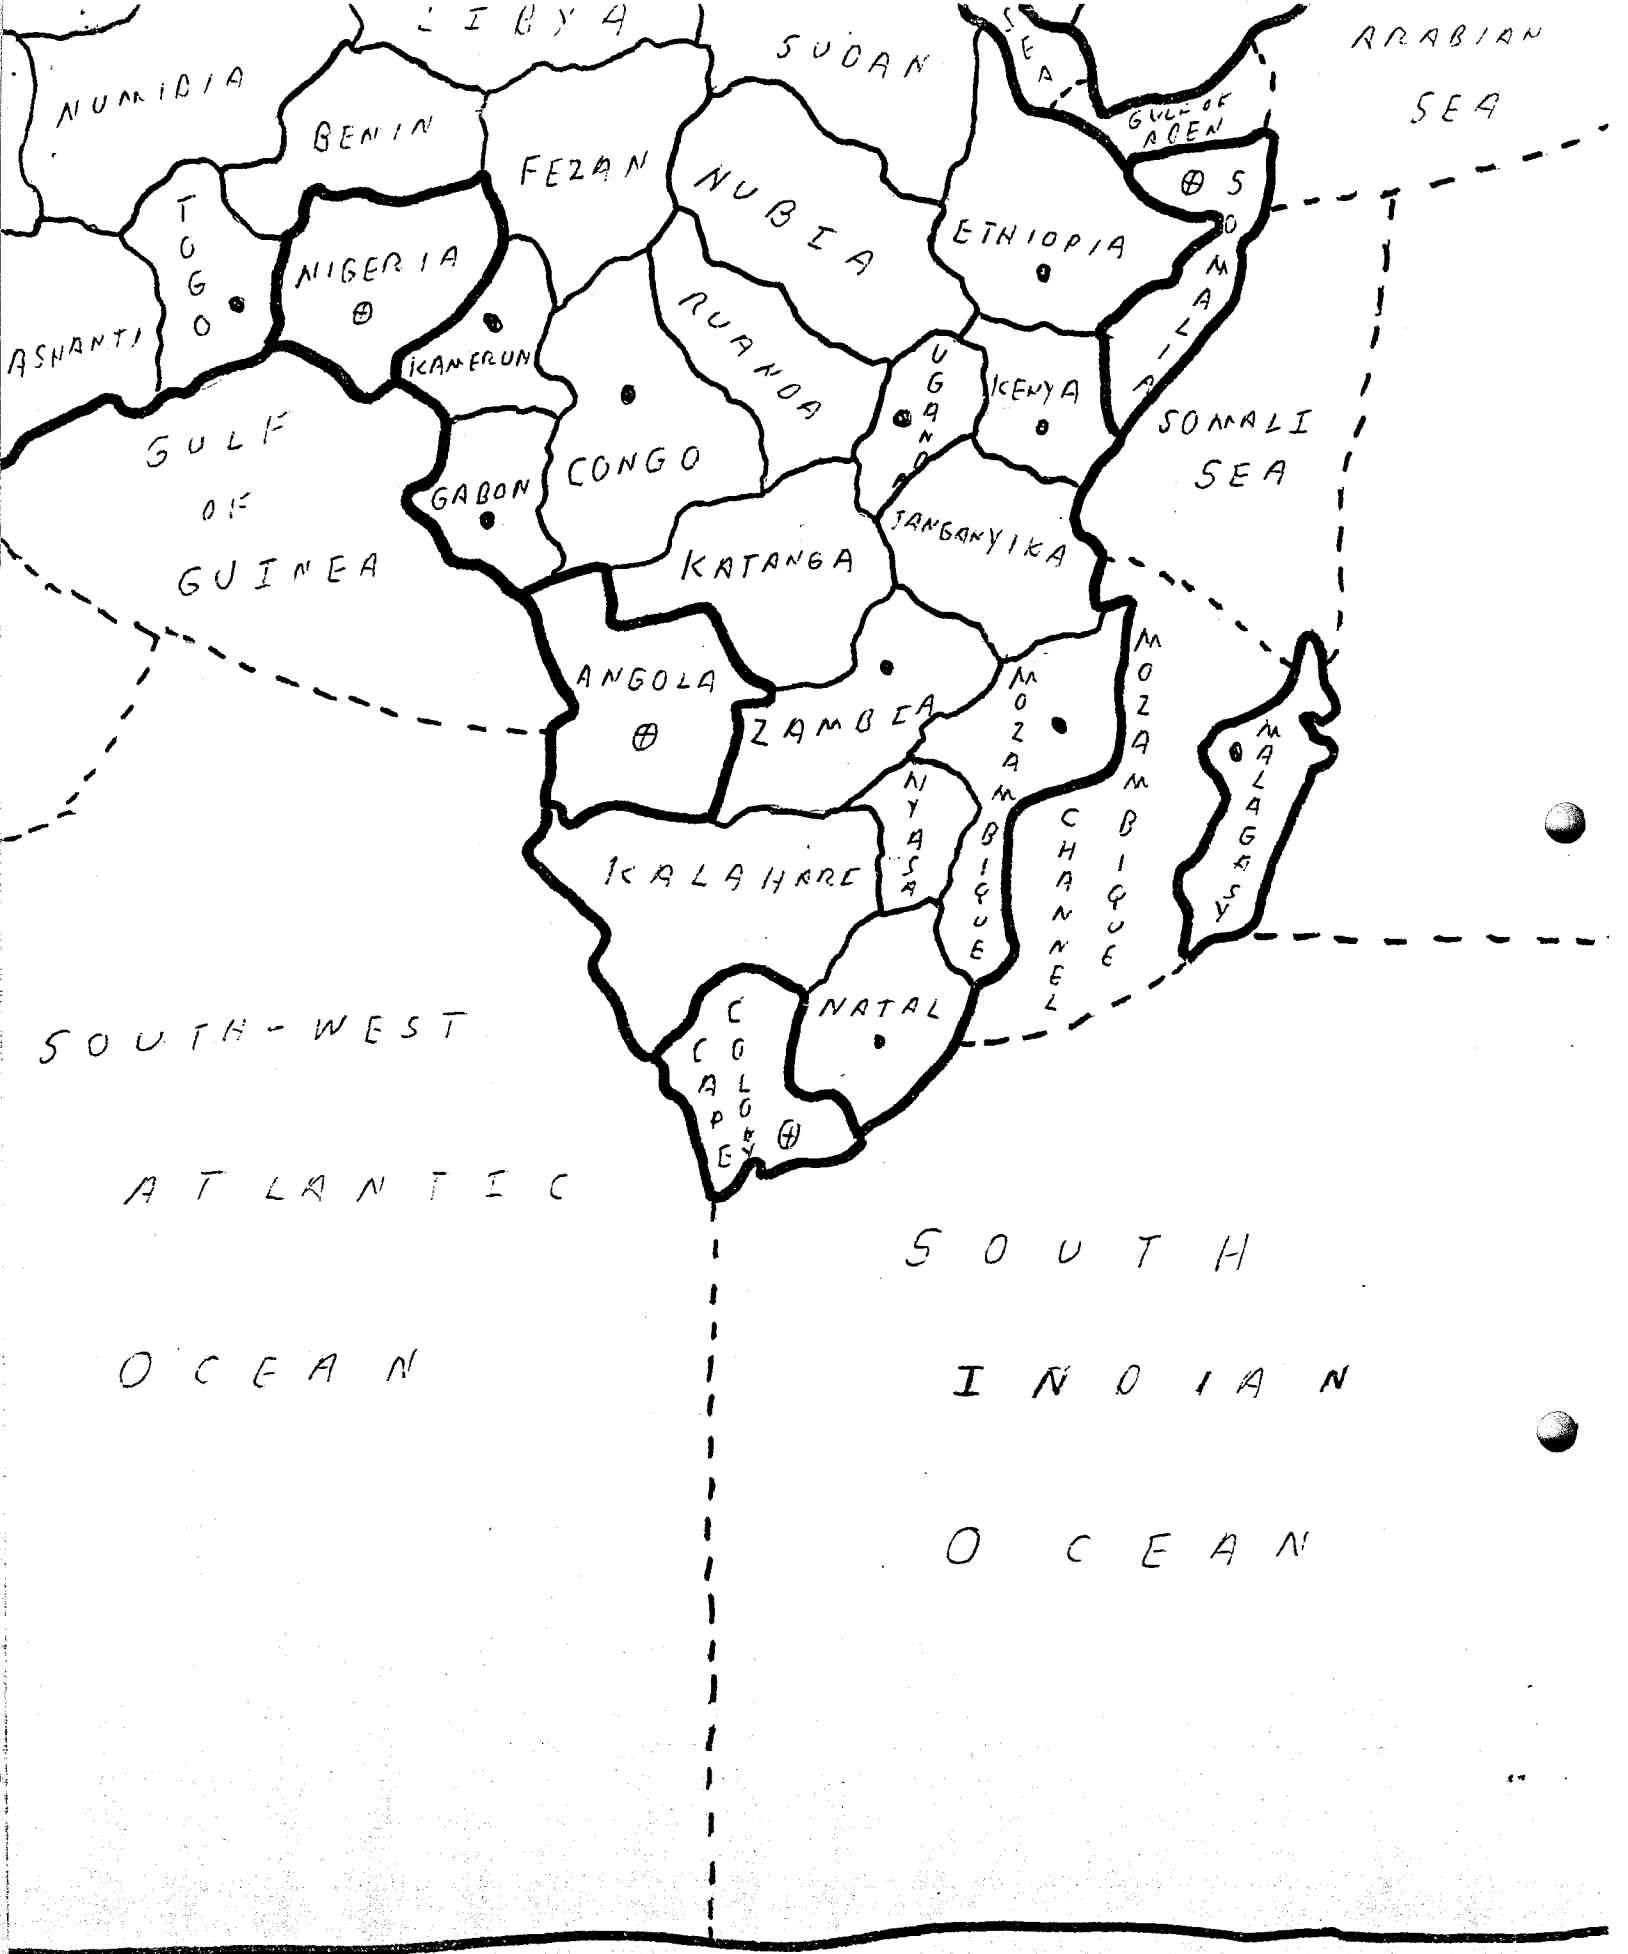 LIBYA
SUDAN
SEA
ARABIAN
SEA
NUMIDIA
BENIN
GULF OF
ADEN
FEZAN
NUBIA
SOMALIA
TOGO
ETHIOPIA
NIGERIA
RUANDA
ASHANTI
KAMERUN
UGANDA
KENYA
GULF
OF
GUINEA
SOMALI
SEA
CONGO
GABON
TANGANYIKA
KATANGA
ANGOLA
ZAMBIA
MOZAMBIQUE
MOZAMBIQUE
CHANNEL
MALAGASY
NYASA
KALAHARE
NATAL
CAPE
COLONY
SOUTH-WEST
ATLANTIC
OCEAN
SOUTH
INDIAN
OCEAN